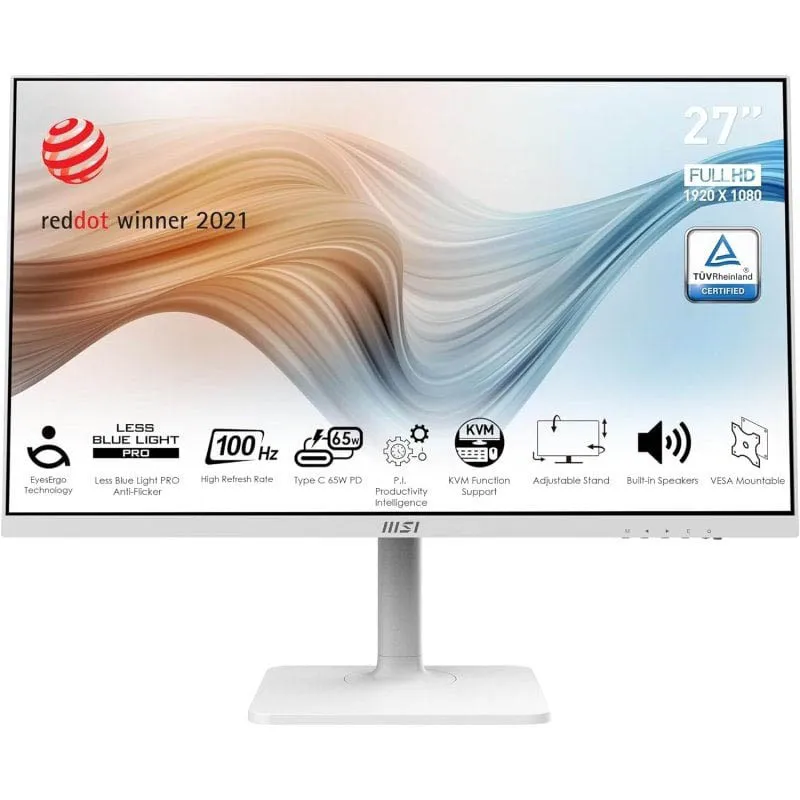 27”
FULL HD
1920 X 1080
reddot winner 2021
TÜVRheinland®
CERTIFIED
LESS
BLUE LIGHT
PRO
100Hz
65w
KVM
EyesErgo
Technology
Less Blue Light PRO
Anti-Flicker
High Refresh Rate
Type C 65W PD
P.I.
Productivity
Intelligence
KVM Function
Support
Adjustable Stand
Built-in Speakers
VESA Mountable
msi